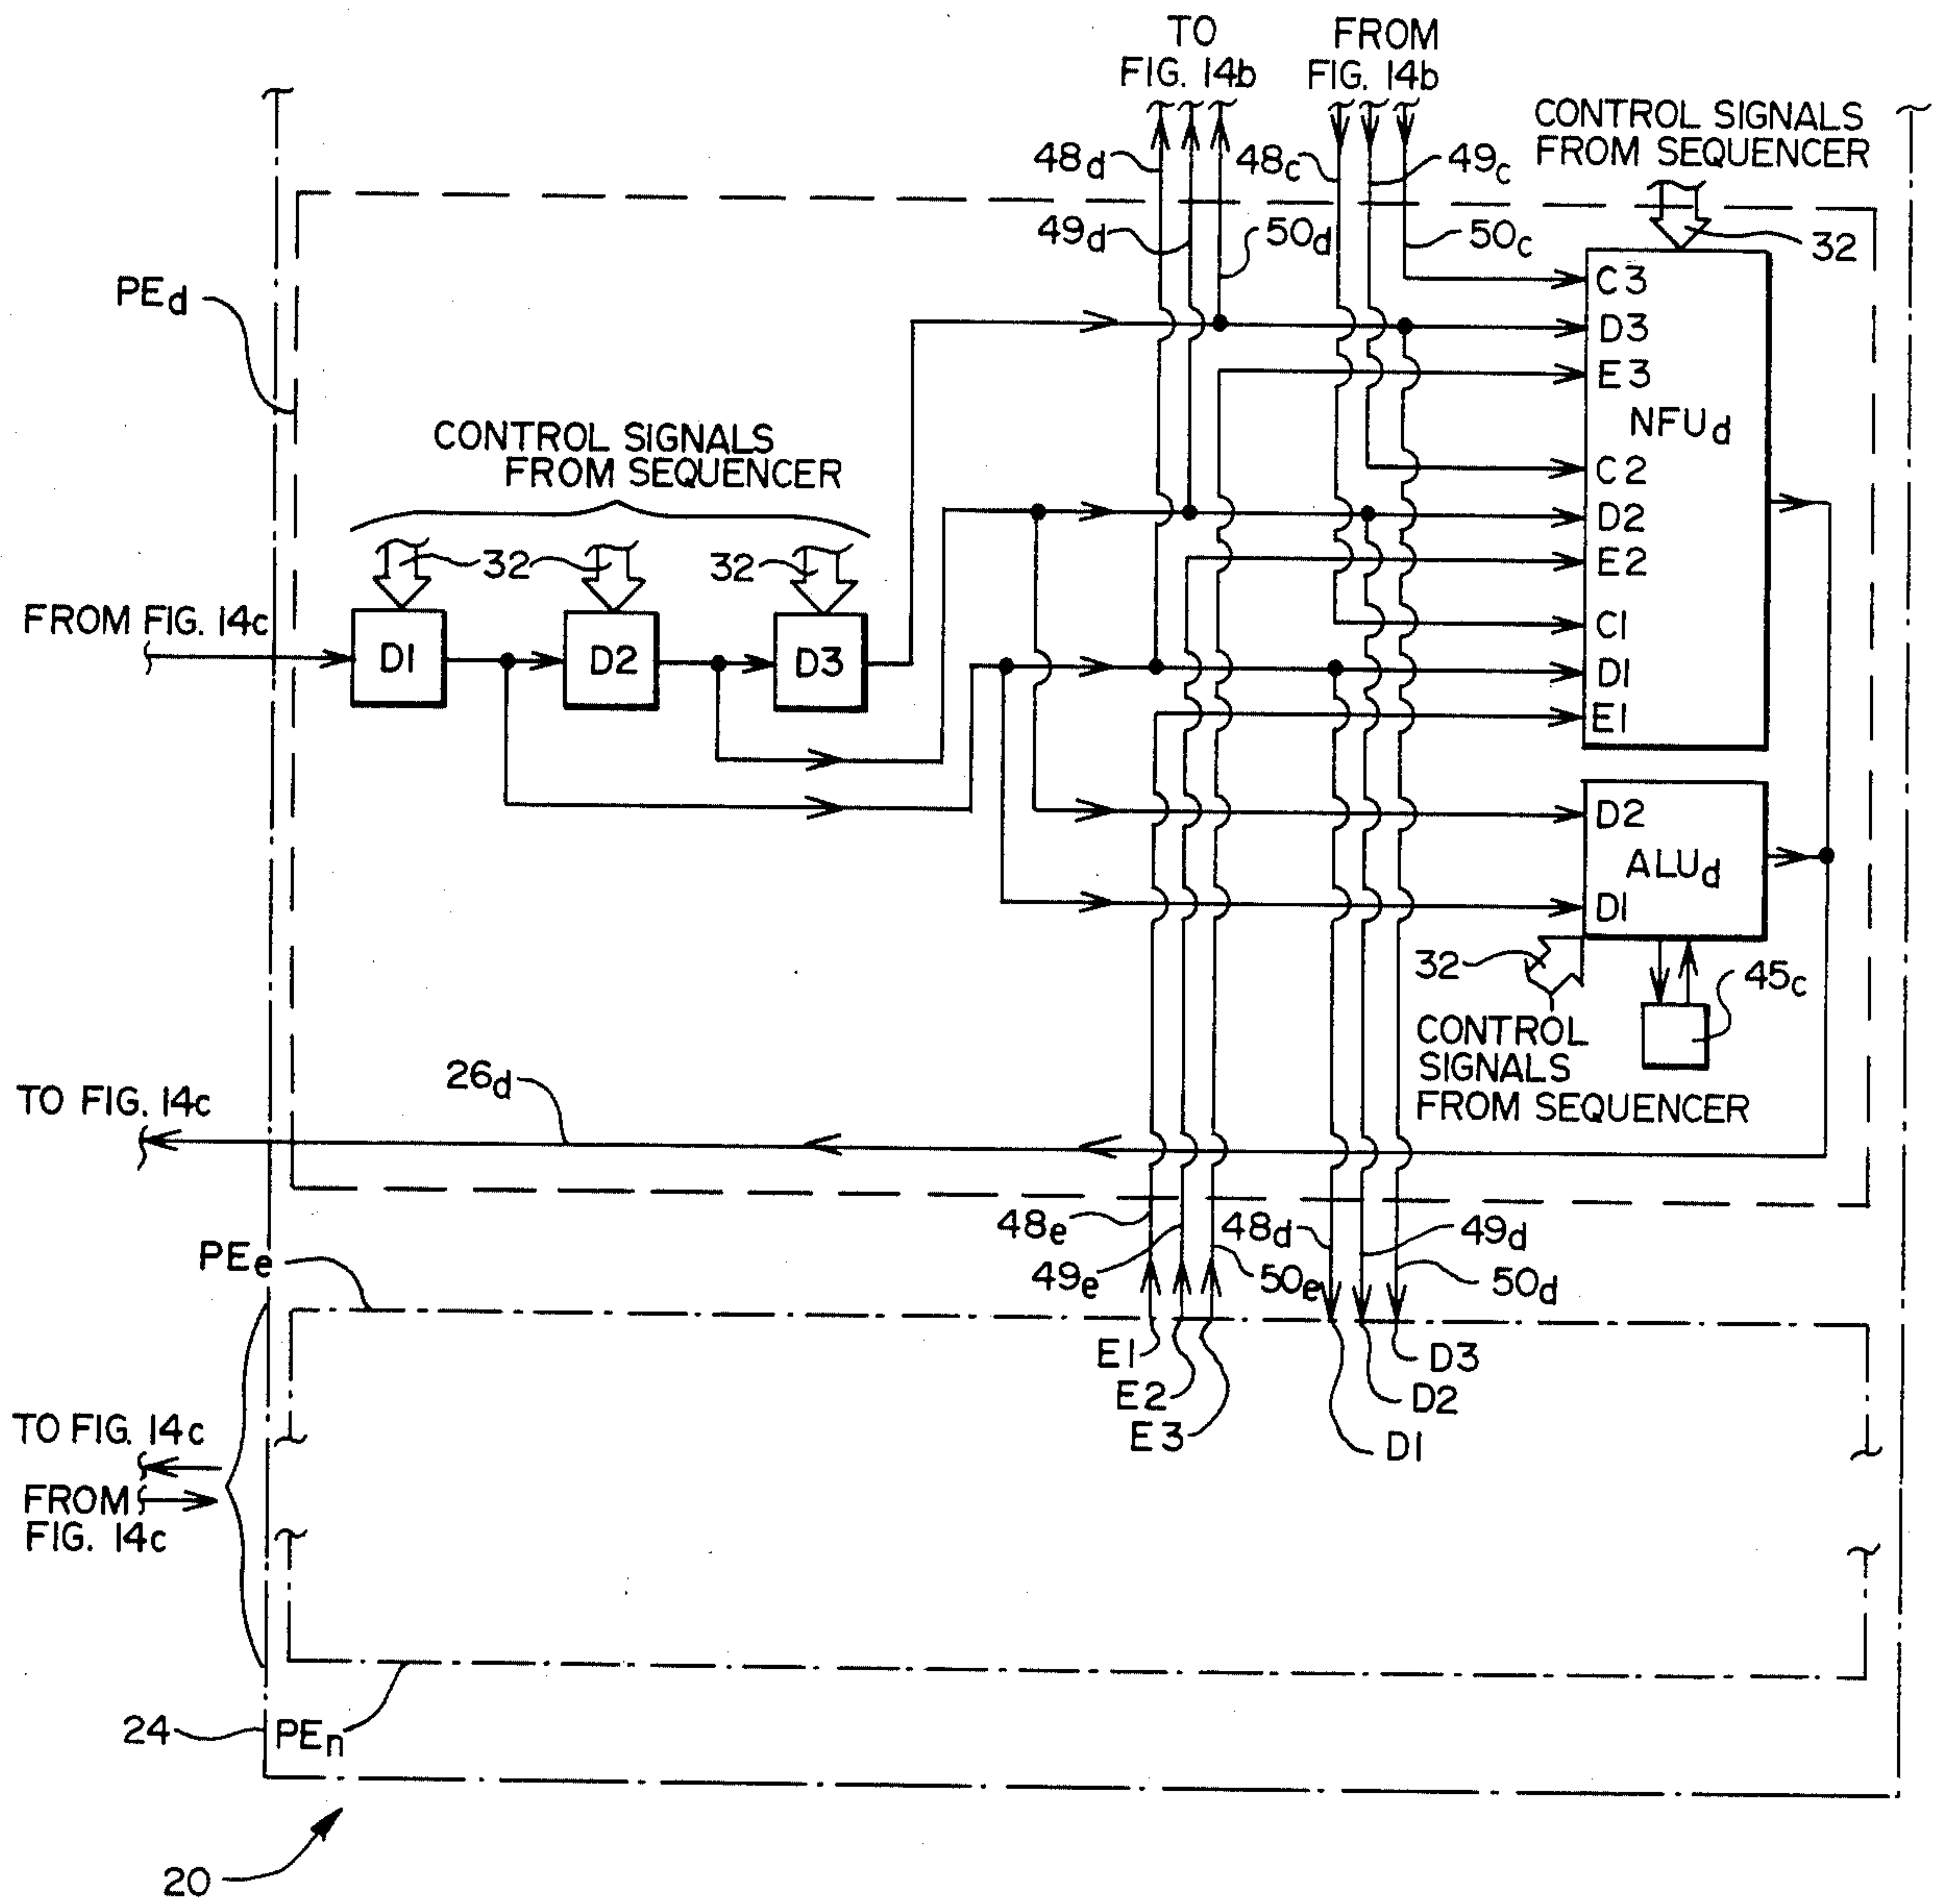 TO
FIG. 14b
FROM
FIG. 14b
CONTROL SIGNALS
FROM SEQUENCER
48d
48c
49c
49d
50d
50c
32
PEd
C3
D3
E3
NFUd
C2
D2
E2
C1
D1
E1
CONTROL SIGNALS
FROM SEQUENCER
32
32
FROM FIG. 14c
D1
D2
D3
D2
ALUd
D1
32
45c
CONTROL
SIGNALS
FROM SEQUENCER
26d
TO FIG. 14c
48e
48d
49d
PEe
49e
50e
50d
E1
E2
E3
D3
D2
D1
TO FIG. 14c
FROM
FIG. 14c
24
PEn
20